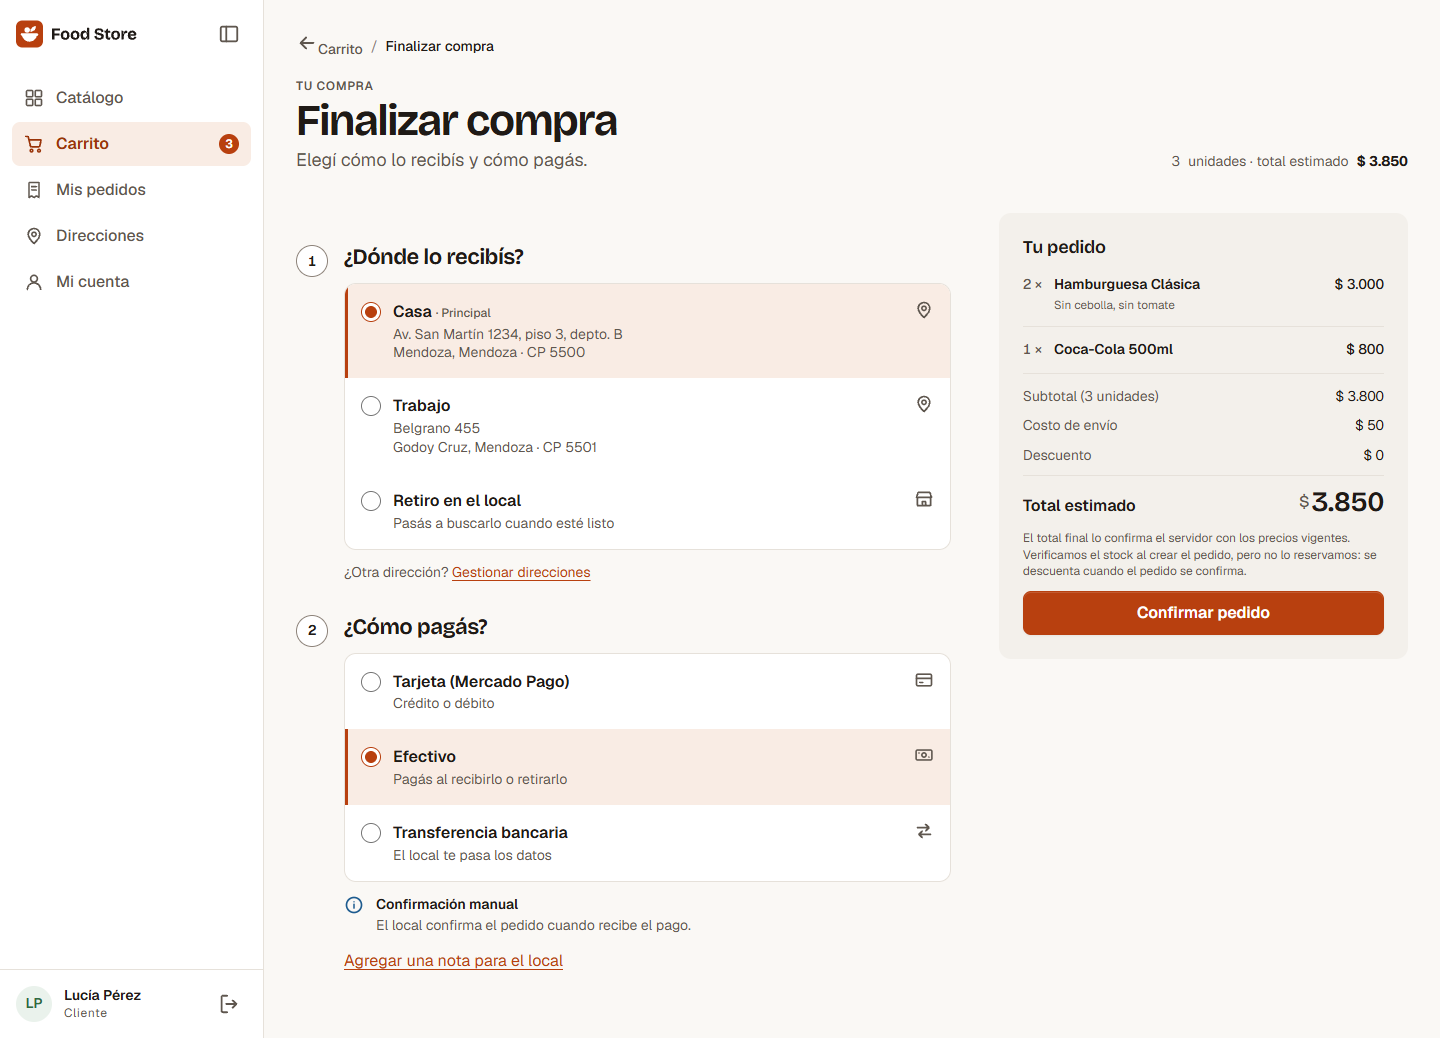 Food Store
Catálogo
Carrito 3
Mis pedidos
Direcciones
Mi cuenta
LP
Lucía Pérez
Cliente
Carrito / Finalizar compra
TU COMPRA
Finalizar compra
Elegí cómo lo recibís y cómo pagás.
3 unidades · total estimado $ 3.850
1 ¿Dónde lo recibís?
Casa · Principal
Av. San Martín 1234, piso 3, depto. B
Mendoza, Mendoza · CP 5500
Trabajo
Belgrano 455
Godoy Cruz, Mendoza · CP 5501
Retiro en el local
Pasás a buscarlo cuando esté listo
¿Otra dirección? Gestionar direcciones
2 ¿Cómo pagás?
Tarjeta (Mercado Pago)
Crédito o débito
Efectivo
Pagás al recibirlo o retirarlo
Transferencia bancaria
El local te pasa los datos
Confirmación manual
El local confirma el pedido cuando recibe el pago.
Agregar una nota para el local
Tu pedido
2 × Hamburguesa Clásica $ 3.000
Sin cebolla, sin tomate
1 × Coca-Cola 500ml $ 800
Subtotal (3 unidades) $ 3.800
Costo de envío $ 50
Descuento $ 0
Total estimado $ 3.850
El total final lo confirma el servidor con los precios vigentes.
Verificamos el stock al crear el pedido, pero no lo reservamos: se
descuenta cuando el pedido se confirma.
Confirmar pedido